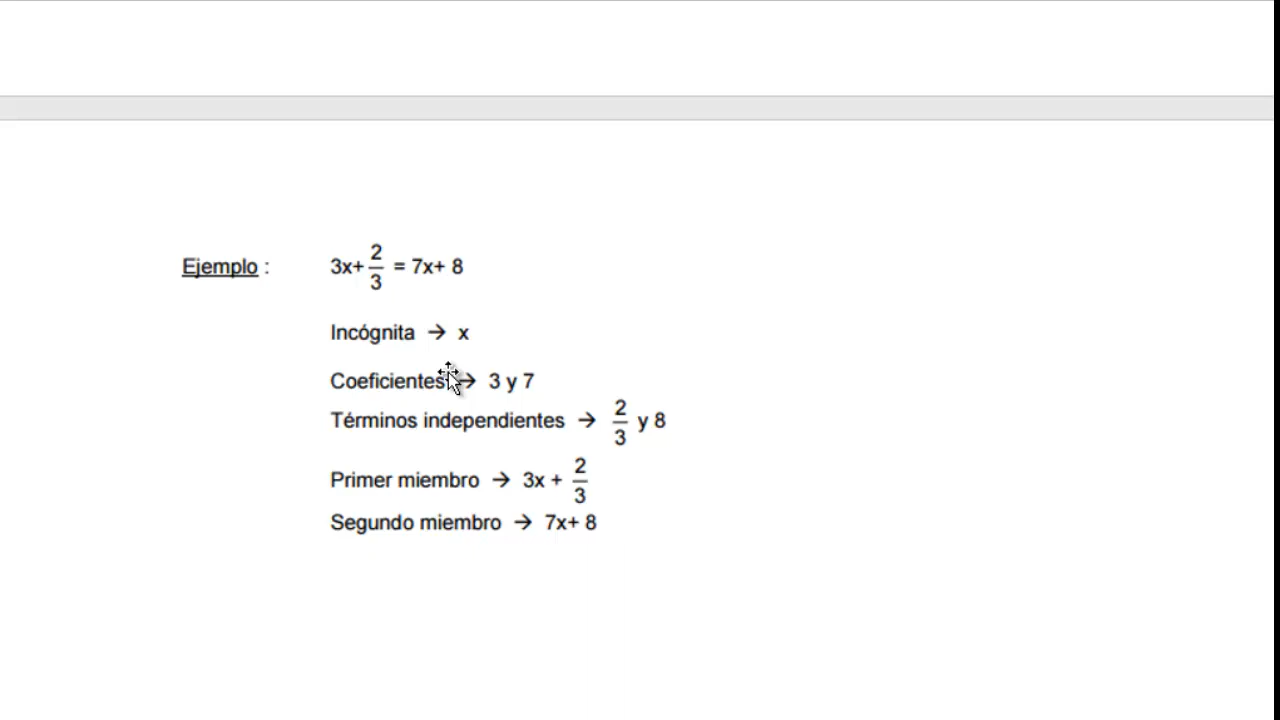 Ejemplo : 3x+ 2/3 = 7x+ 8
Incógnita → x
Coeficientes → 3 y 7
Términos independientes → 2/3 y 8
Primer miembro → 3x + 2/3
Segundo miembro → 7x+ 8